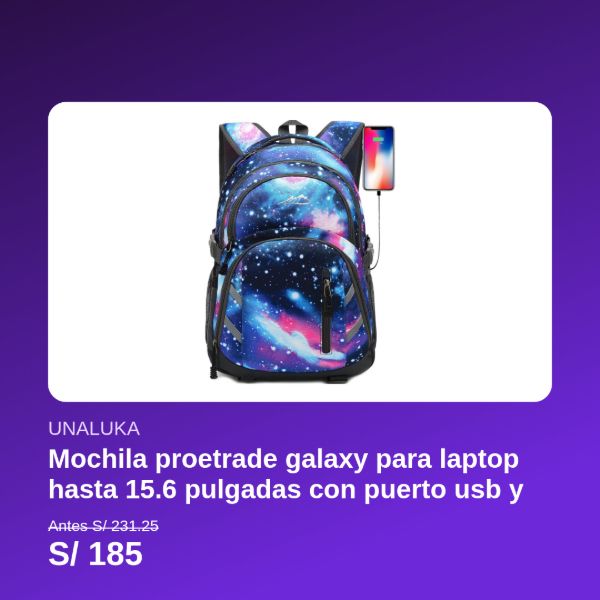 UNALUKA
Mochila proetrade galaxy para laptop
hasta 15.6 pulgadas con puerto usb y
Antes S/ 231.25
S/ 185